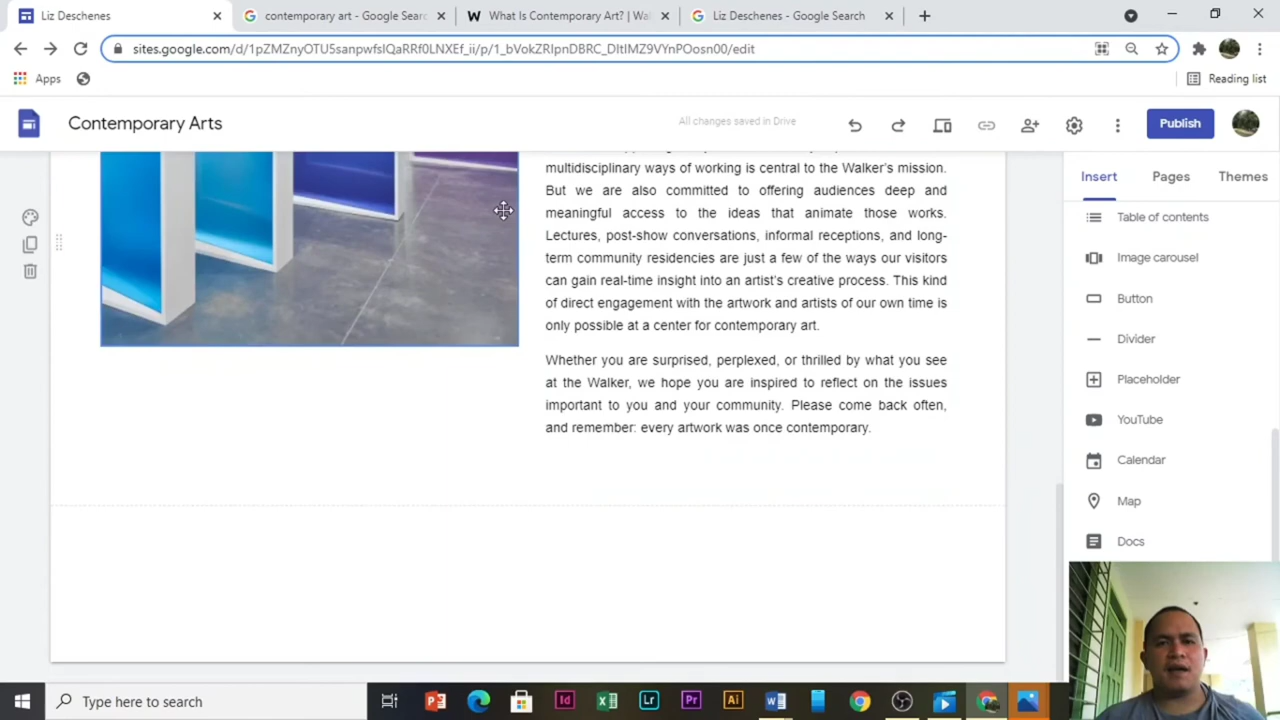 Liz Deschenes
contemporary art - Google Searc
What Is Contemporary Art? | Wal
Liz Deschenes - Google Search
sites.google.com/d/1pZMZnyOTU5sanpwfsIQaRRf0LNXEf_ii/p/1_bVokZRIpnDBRC_DItIMZ9VYnPOosn00/edit
Apps
Reading list
Contemporary Arts
All changes saved in Drive
Publish
multidisciplinary ways of working is central to the Walker's mission.
But we are also committed to offering audiences deep and
meaningful access to the ideas that animate those works.
Lectures, post-show conversations, informal receptions, and long-
term community residencies are just a few of the ways our visitors
can gain real-time insight into an artist's creative process. This kind
of direct engagement with the artwork and artists of our own time is
only possible at a center for contemporary art.
Whether you are surprised, perplexed, or thrilled by what you see
at the Walker, we hope you are inspired to reflect on the issues
important to you and your community. Please come back often,
and remember: every artwork was once contemporary.
Insert
Pages
Themes
Table of contents
Image carousel
Button
Divider
Placeholder
YouTube
Calendar
Map
Docs
Type here to search